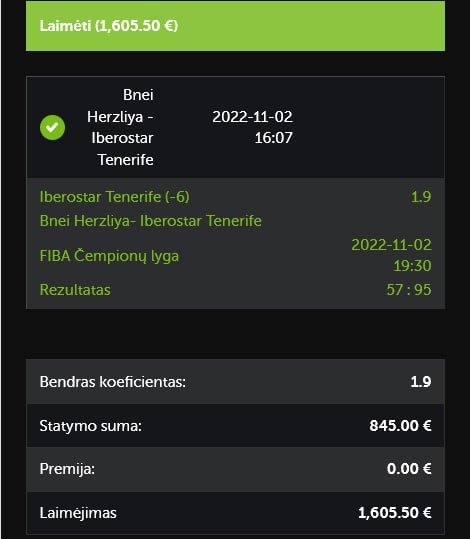 Laimėti (1,605.50 €)
Bnei
Herzliya -
Iberostar
Tenerife
2022-11-02
16:07
Iberostar Tenerife (-6) 1.9
Bnei Herzliya- Iberostar Tenerife
FIBA Čempionų lyga
2022-11-02
19:30
Rezultatas 57 : 95
Bendras koeficientas: 1.9
Statymo suma: 845.00 €
Premija: 0.00 €
Laimėjimas 1,605.50 €